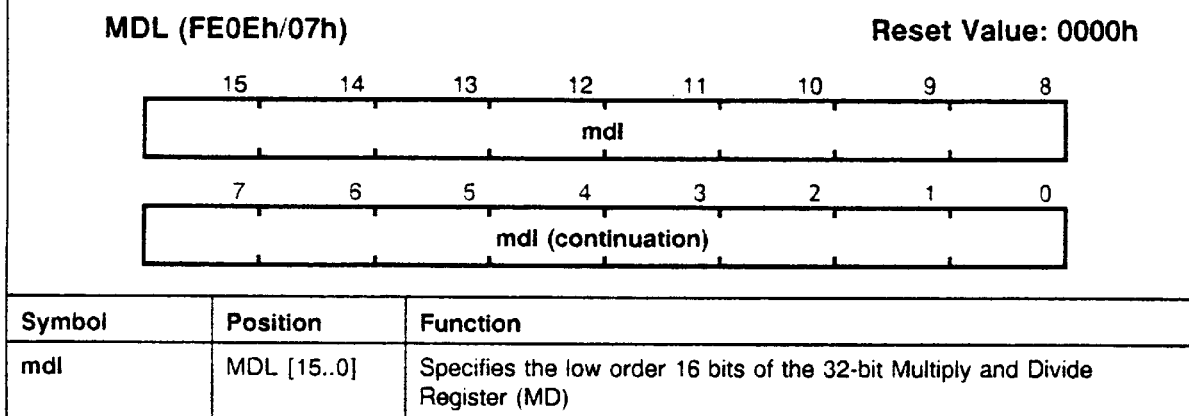 MDL (FE0Eh/07h) Reset Value: 0000h
15 14 13 12 11 10 9 8
mdl
7 6 5 4 3 2 1 0
mdl (continuation)
Symbol Position Function
mdl MDL [15..0] Specifies the low order 16 bits of the 32-bit Multiply and Divide
Register (MD)